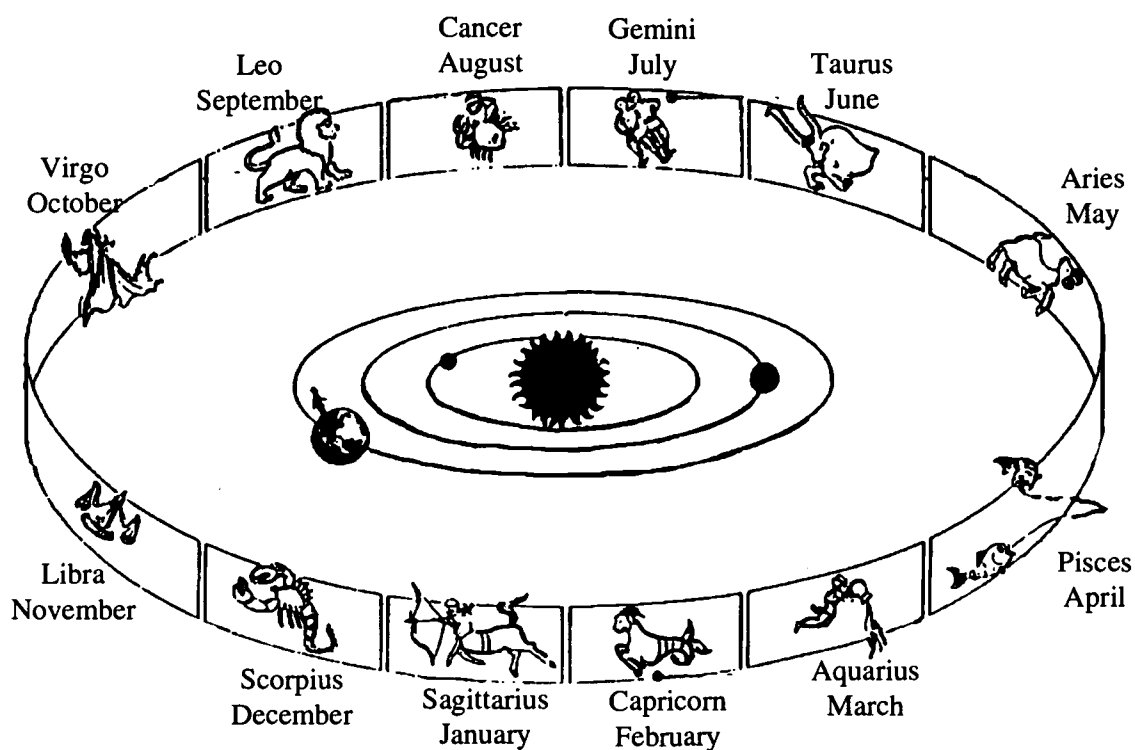 Cancer
August
Gemini
July
Leo
September
Taurus
June
Virgo
October
Aries
May
Libra
November
Pisces
April
Scorpius
December
Sagittarius
January
Capricorn
February
Aquarius
March